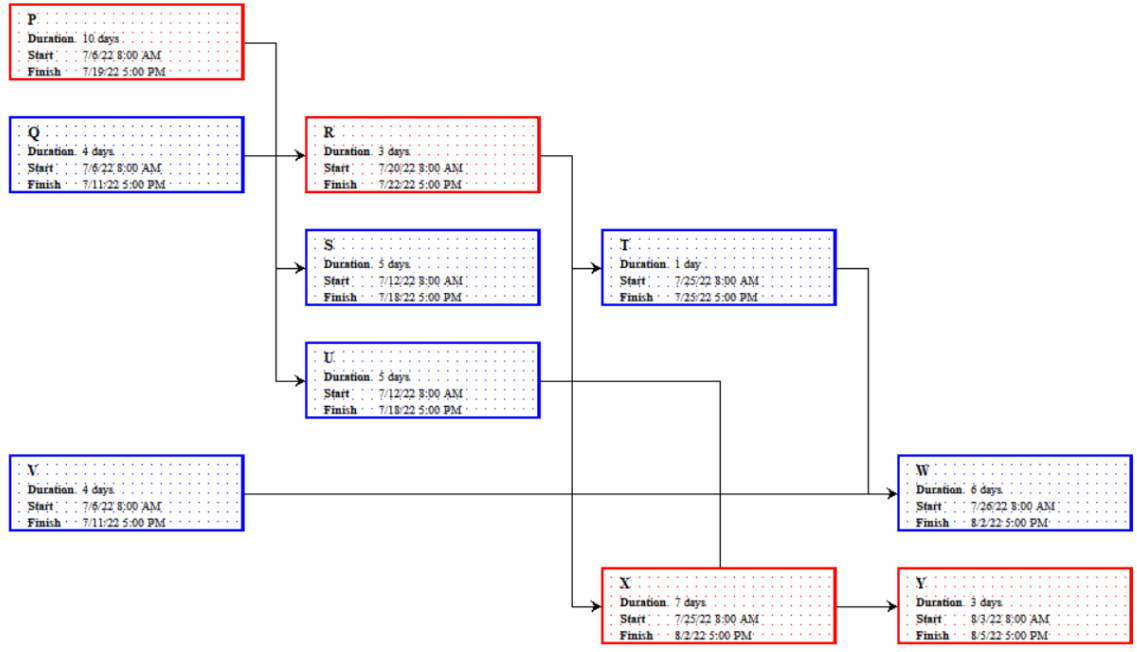 P
Duration 10 days
Start 7/6/22 8:00 AM
Finish 7/19/22 5:00 PM
Q
Duration 4 days
Start 7/6/22 8:00 AM
Finish 7/11/22 5:00 PM
R
Duration 3 days
Start 7/20/22 8:00 AM
Finish 7/22/22 5:00 PM
S
Duration 5 days
Start 7/12/22 8:00 AM
Finish 7/18/22 5:00 PM
T
Duration 1 day
Start 7/25/22 8:00 AM
Finish 7/25/22 5:00 PM
U
Duration 5 days
Start 7/12/22 8:00 AM
Finish 7/18/22 5:00 PM
V
Duration 4 days
Start 7/6/22 8:00 AM
Finish 7/11/22 5:00 PM
W
Duration 6 days
Start 7/26/22 8:00 AM
Finish 8/2/22 5:00 PM
X
Duration 7 days
Start 7/25/22 8:00 AM
Finish 8/2/22 5:00 PM
Y
Duration 3 days
Start 8/3/22 8:00 AM
Finish 8/5/22 5:00 PM